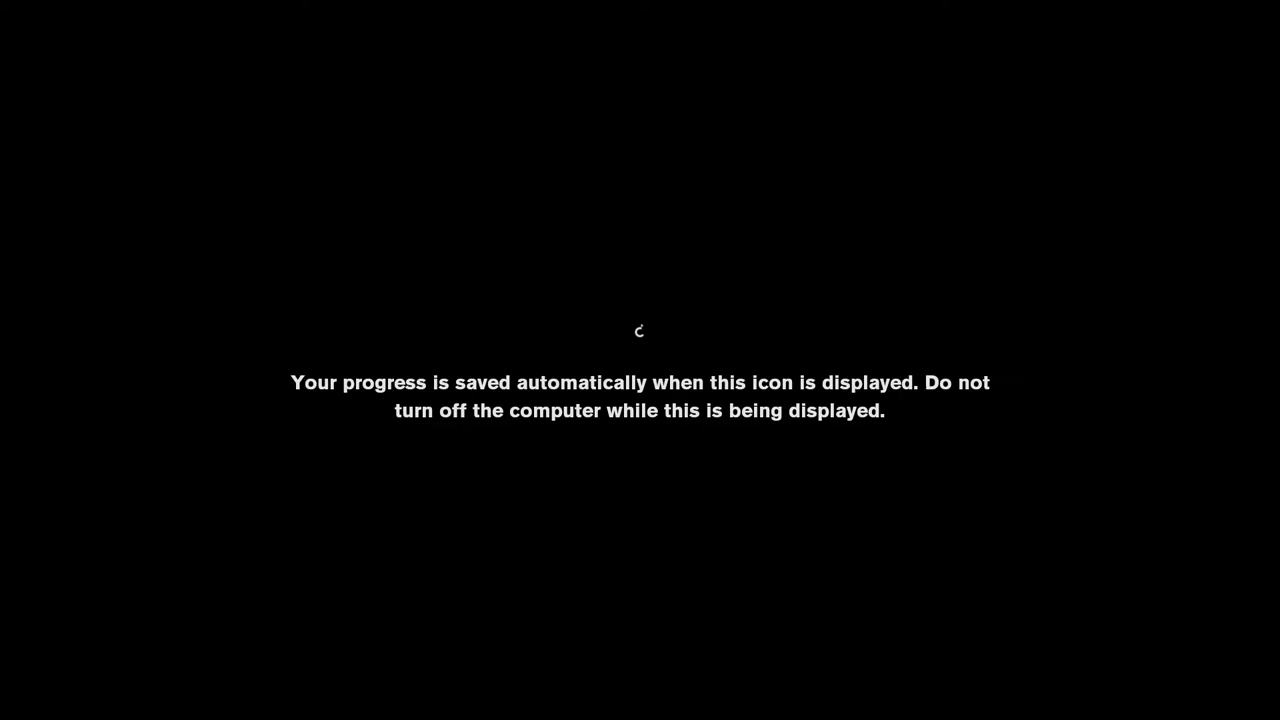 Your progress is saved automatically when this icon is displayed. Do not
turn off the computer while this is being displayed.